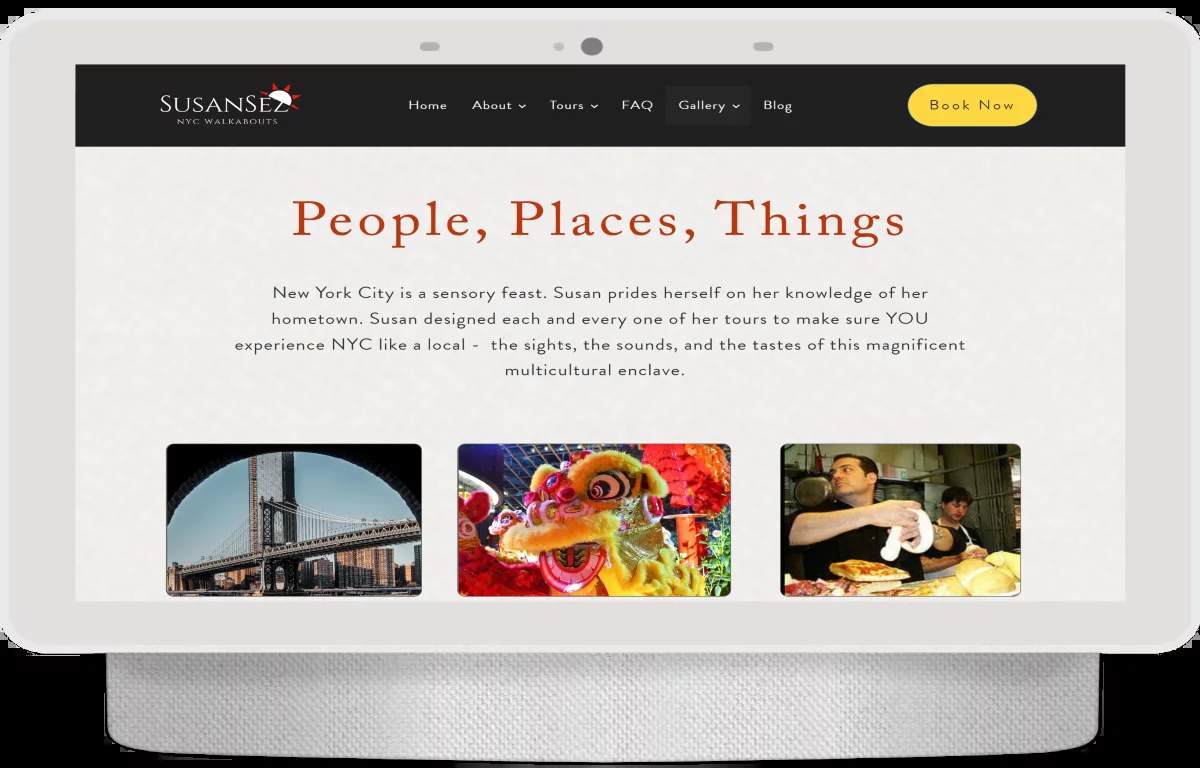 SUSANSEZ
NYC WALKABOUTS
Home About Tours FAQ Gallery Blog
Book Now
People, Places, Things
New York City is a sensory feast. Susan prides herself on her knowledge of her
hometown. Susan designed each and every one of her tours to make sure YOU
experience NYC like a local - the sights, the sounds, and the tastes of this magnificent
multicultural enclave.